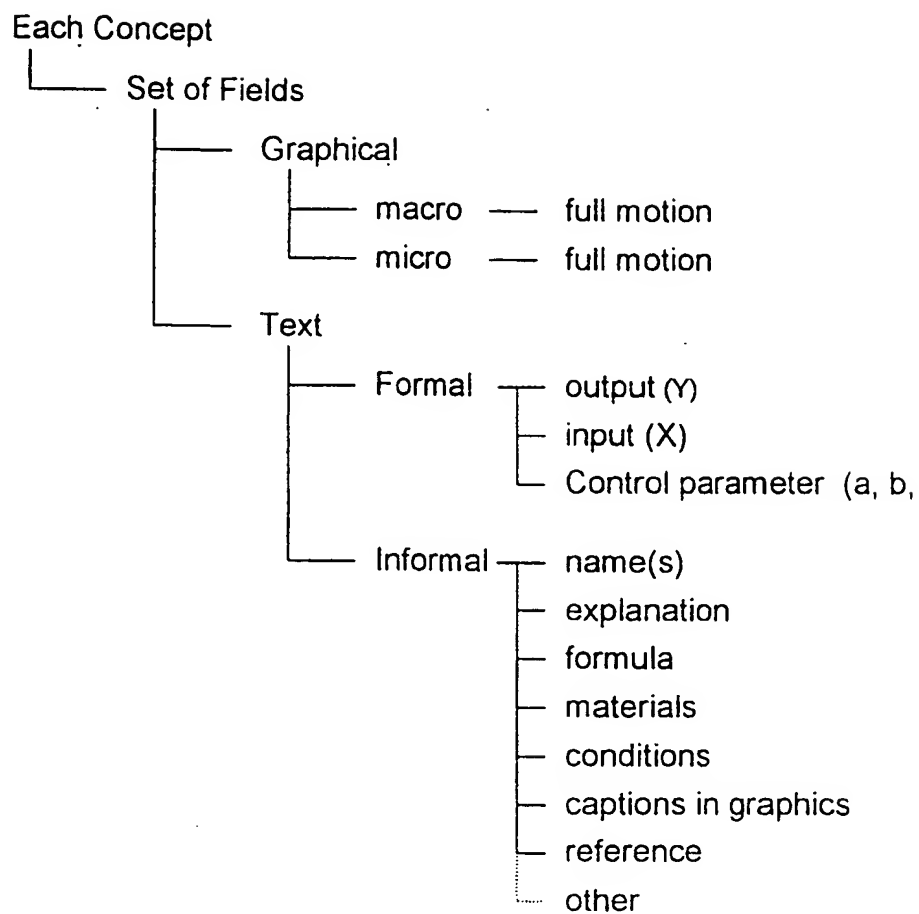 Each Concept
Set of Fields
Graphical
macro — full motion
micro — full motion
Text
Formal output (Y)
input (X)
Control parameter (a, b,
Informal name(s)
explanation
formula
materials
conditions
captions in graphics
reference
other